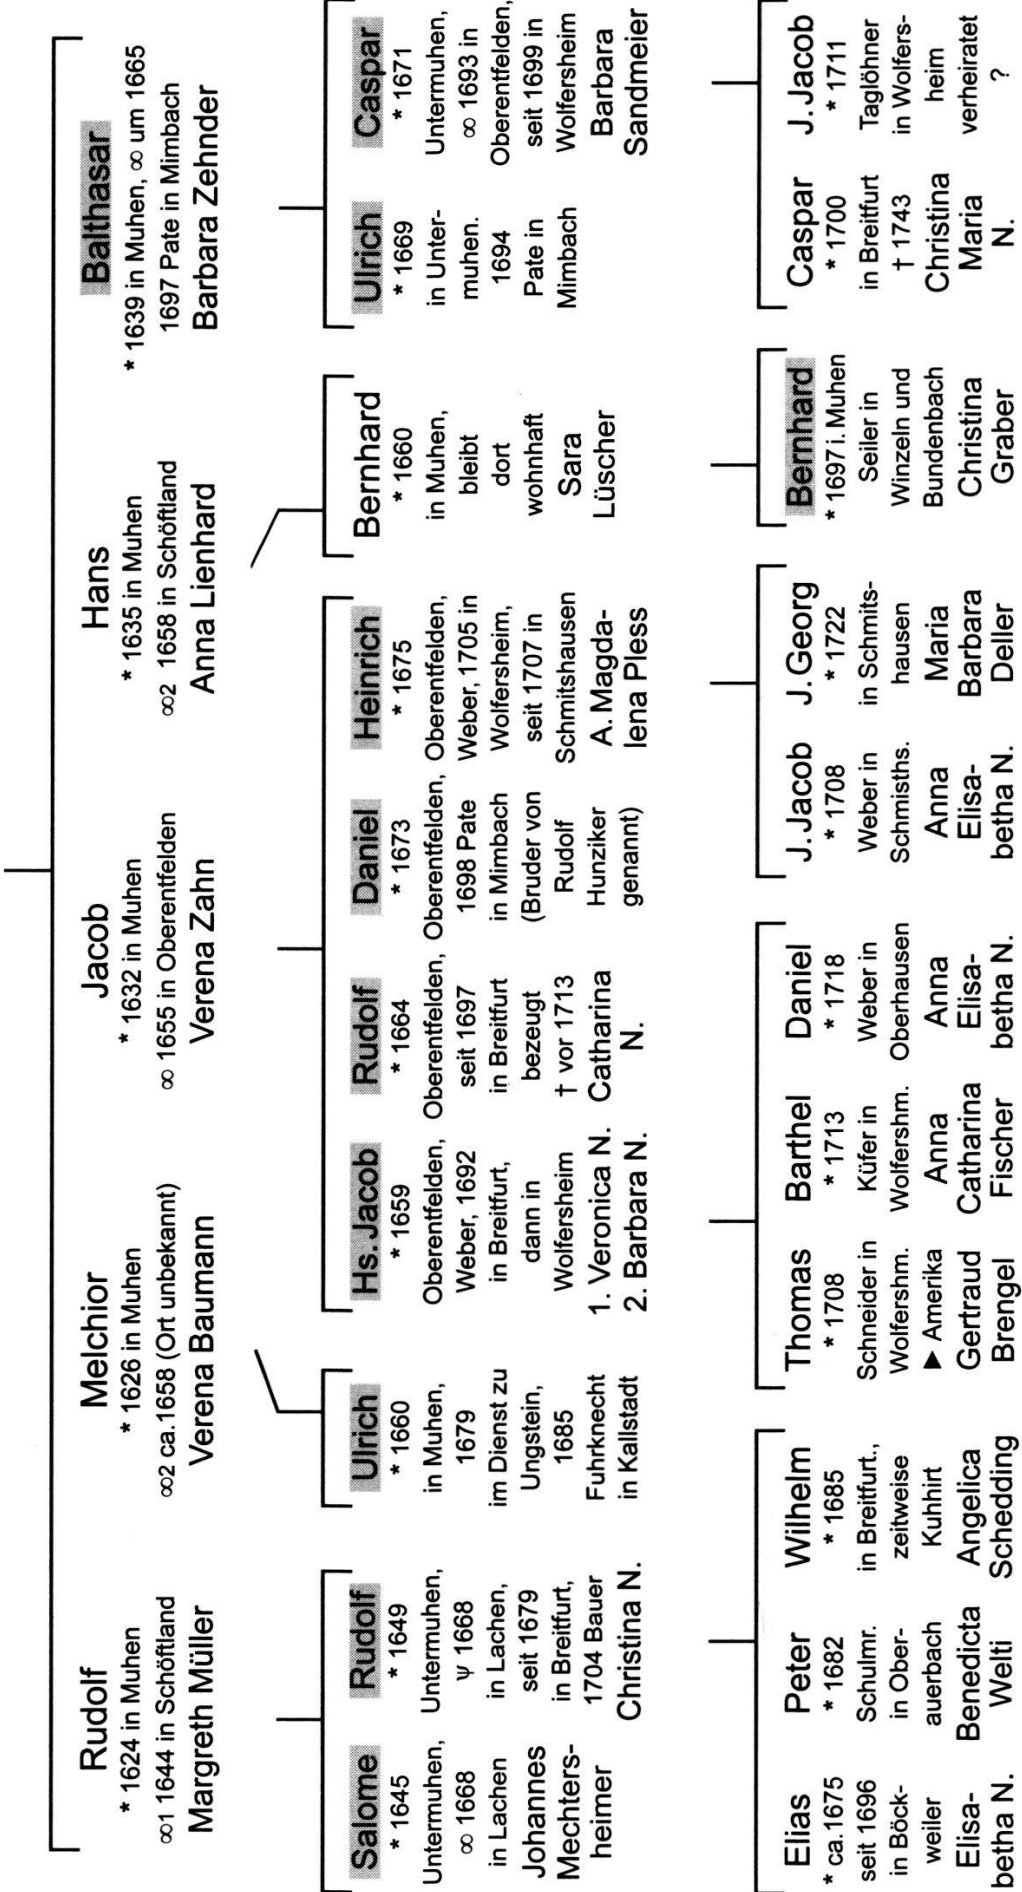 Rudolf
* 1624 in Muhen
∞1 1644 in Schöftland
Margreth Müller
Melchior
* 1626 in Muhen
∞2 ca.1658 (Ort unbekannt)
Verena Baumann
Jacob
* 1632 in Muhen
∞ 1655 in Oberentfelden
Verena Zahn
Hans
* 1635 in Muhen
∞2 1658 in Schöftland
Anna Lienhard
Balthasar
* 1639 in Muhen, ∞ um 1665
1697 Pate in Mimbach
Barbara Zehnder
Salome
* 1645
Untermuhen,
∞ 1668
in Lachen
Johannes
Mechters-
heimer
Rudolf
* 1649
Untermuhen,
Ψ 1668
in Lachen,
seit 1679
in Breitfurt,
1704 Bauer
Christina N.
Ulrich
* 1660
in Muhen,
1679
im Dienst zu
Ungstein,
1685
Fuhrknecht
in Kallstadt
Hs. Jacob
* 1659
Oberentfelden,
Weber, 1692
in Breitfurt,
dann in
Wolfersheim
1. Veronica N.
2. Barbara N.
Rudolf
* 1664
Oberentfelden,
seit 1697
in Breitfurt
bezeugt
† vor 1713
Catharina
N.
Daniel
* 1673
Oberentfelden,
1698 Pate
in Mimbach
(Bruder von
Rudolf
Hunziker
genannt)
Heinrich
* 1675
Oberentfelden,
Weber, 1705 in
Wolfersheim,
seit 1707 in
Schmitshausen
A. Magda-
lena Pless
Bernhard
* 1660
in Muhen,
bleibt
dort
wohnhaft
Sara
Lüscher
Ulrich
* 1669
in Unter-
muhen.
1694
Pate in
Mimbach
Caspar
* 1671
Untermuhen,
∞ 1693 in
Oberentfelden,
seit 1699 in
Wolfersheim
Barbara
Sandmeier
Elias
* ca.1675
seit 1696
in Böck-
weiler
Elisa-
betha N.
Peter
* 1682
Schulmr.
in Ober-
auerbach
Benedicta
Welti
Wilhelm
* 1685
in Breitfurt.,
zeitweise
Kuhhirt
Angelica
Schedding
Thomas
* 1708
Schneider in
Wolfershm.
► Amerika
Gertraud
Brengel
Barthel
* 1713
Küfer in
Wolfershm.
Anna
Catharina
Fischer
Daniel
* 1718
Weber in
Oberhausen
Anna
Elisa-
betha N.
J. Jacob
* 1708
Weber in
Schmisths.
Anna
Elisa-
betha N.
J. Georg
* 1722
in Schmits-
hausen
Maria
Barbara
Deller
Bernhard
* 1697 i. Muhen
Seiler in
Winzeln und
Bundenbach
Christina
Graber
Caspar
* 1700
in Breitfurt
† 1743
Christina
Maria
N.
J. Jacob
* 1711
Taglöhner
in Wolfers-
heim
verheiratet
?